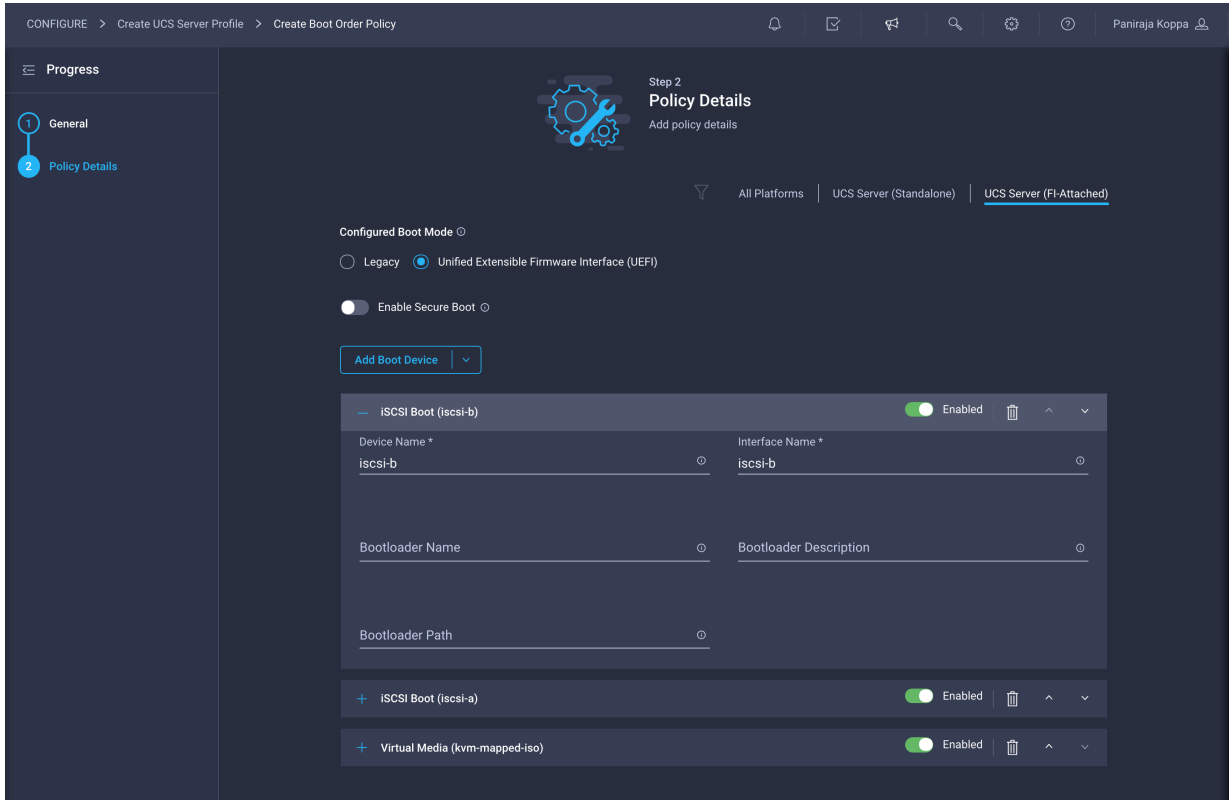 CONFIGURE > Create UCS Server Profile > Create Boot Order Policy
Paniraja Koppa
Progress
1 General
2 Policy Details
Step 2
Policy Details
Add policy details
All Platforms | UCS Server (Standalone) | UCS Server (FI-Attached)
Configured Boot Mode
Legacy Unified Extensible Firmware Interface (UEFI)
Enable Secure Boot
Add Boot Device
iSCSI Boot (iscsi-b) Enabled
Device Name * Interface Name *
iscsi-b iscsi-b
Bootloader Name Bootloader Description
Bootloader Path
iSCSI Boot (iscsi-a) Enabled
Virtual Media (kvm-mapped-iso) Enabled